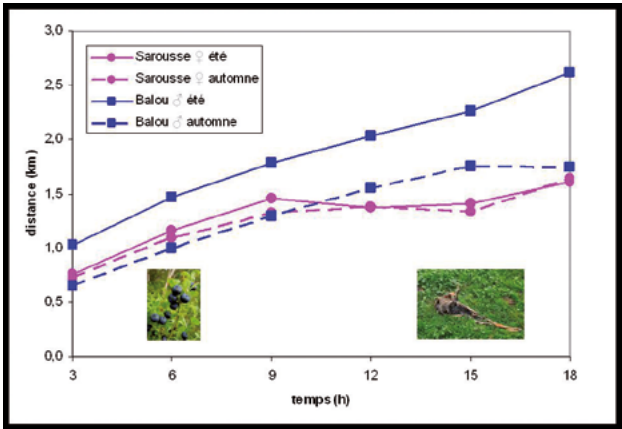 3,0
2,5
2,0
1,5
1,0
0,5
0,0
distance (km)
Sarousse ♀ été
Sarousse ♀ automne
Balou ♂ été
Balou ♂ automne
3 6 9 12 15 18
temps (h)